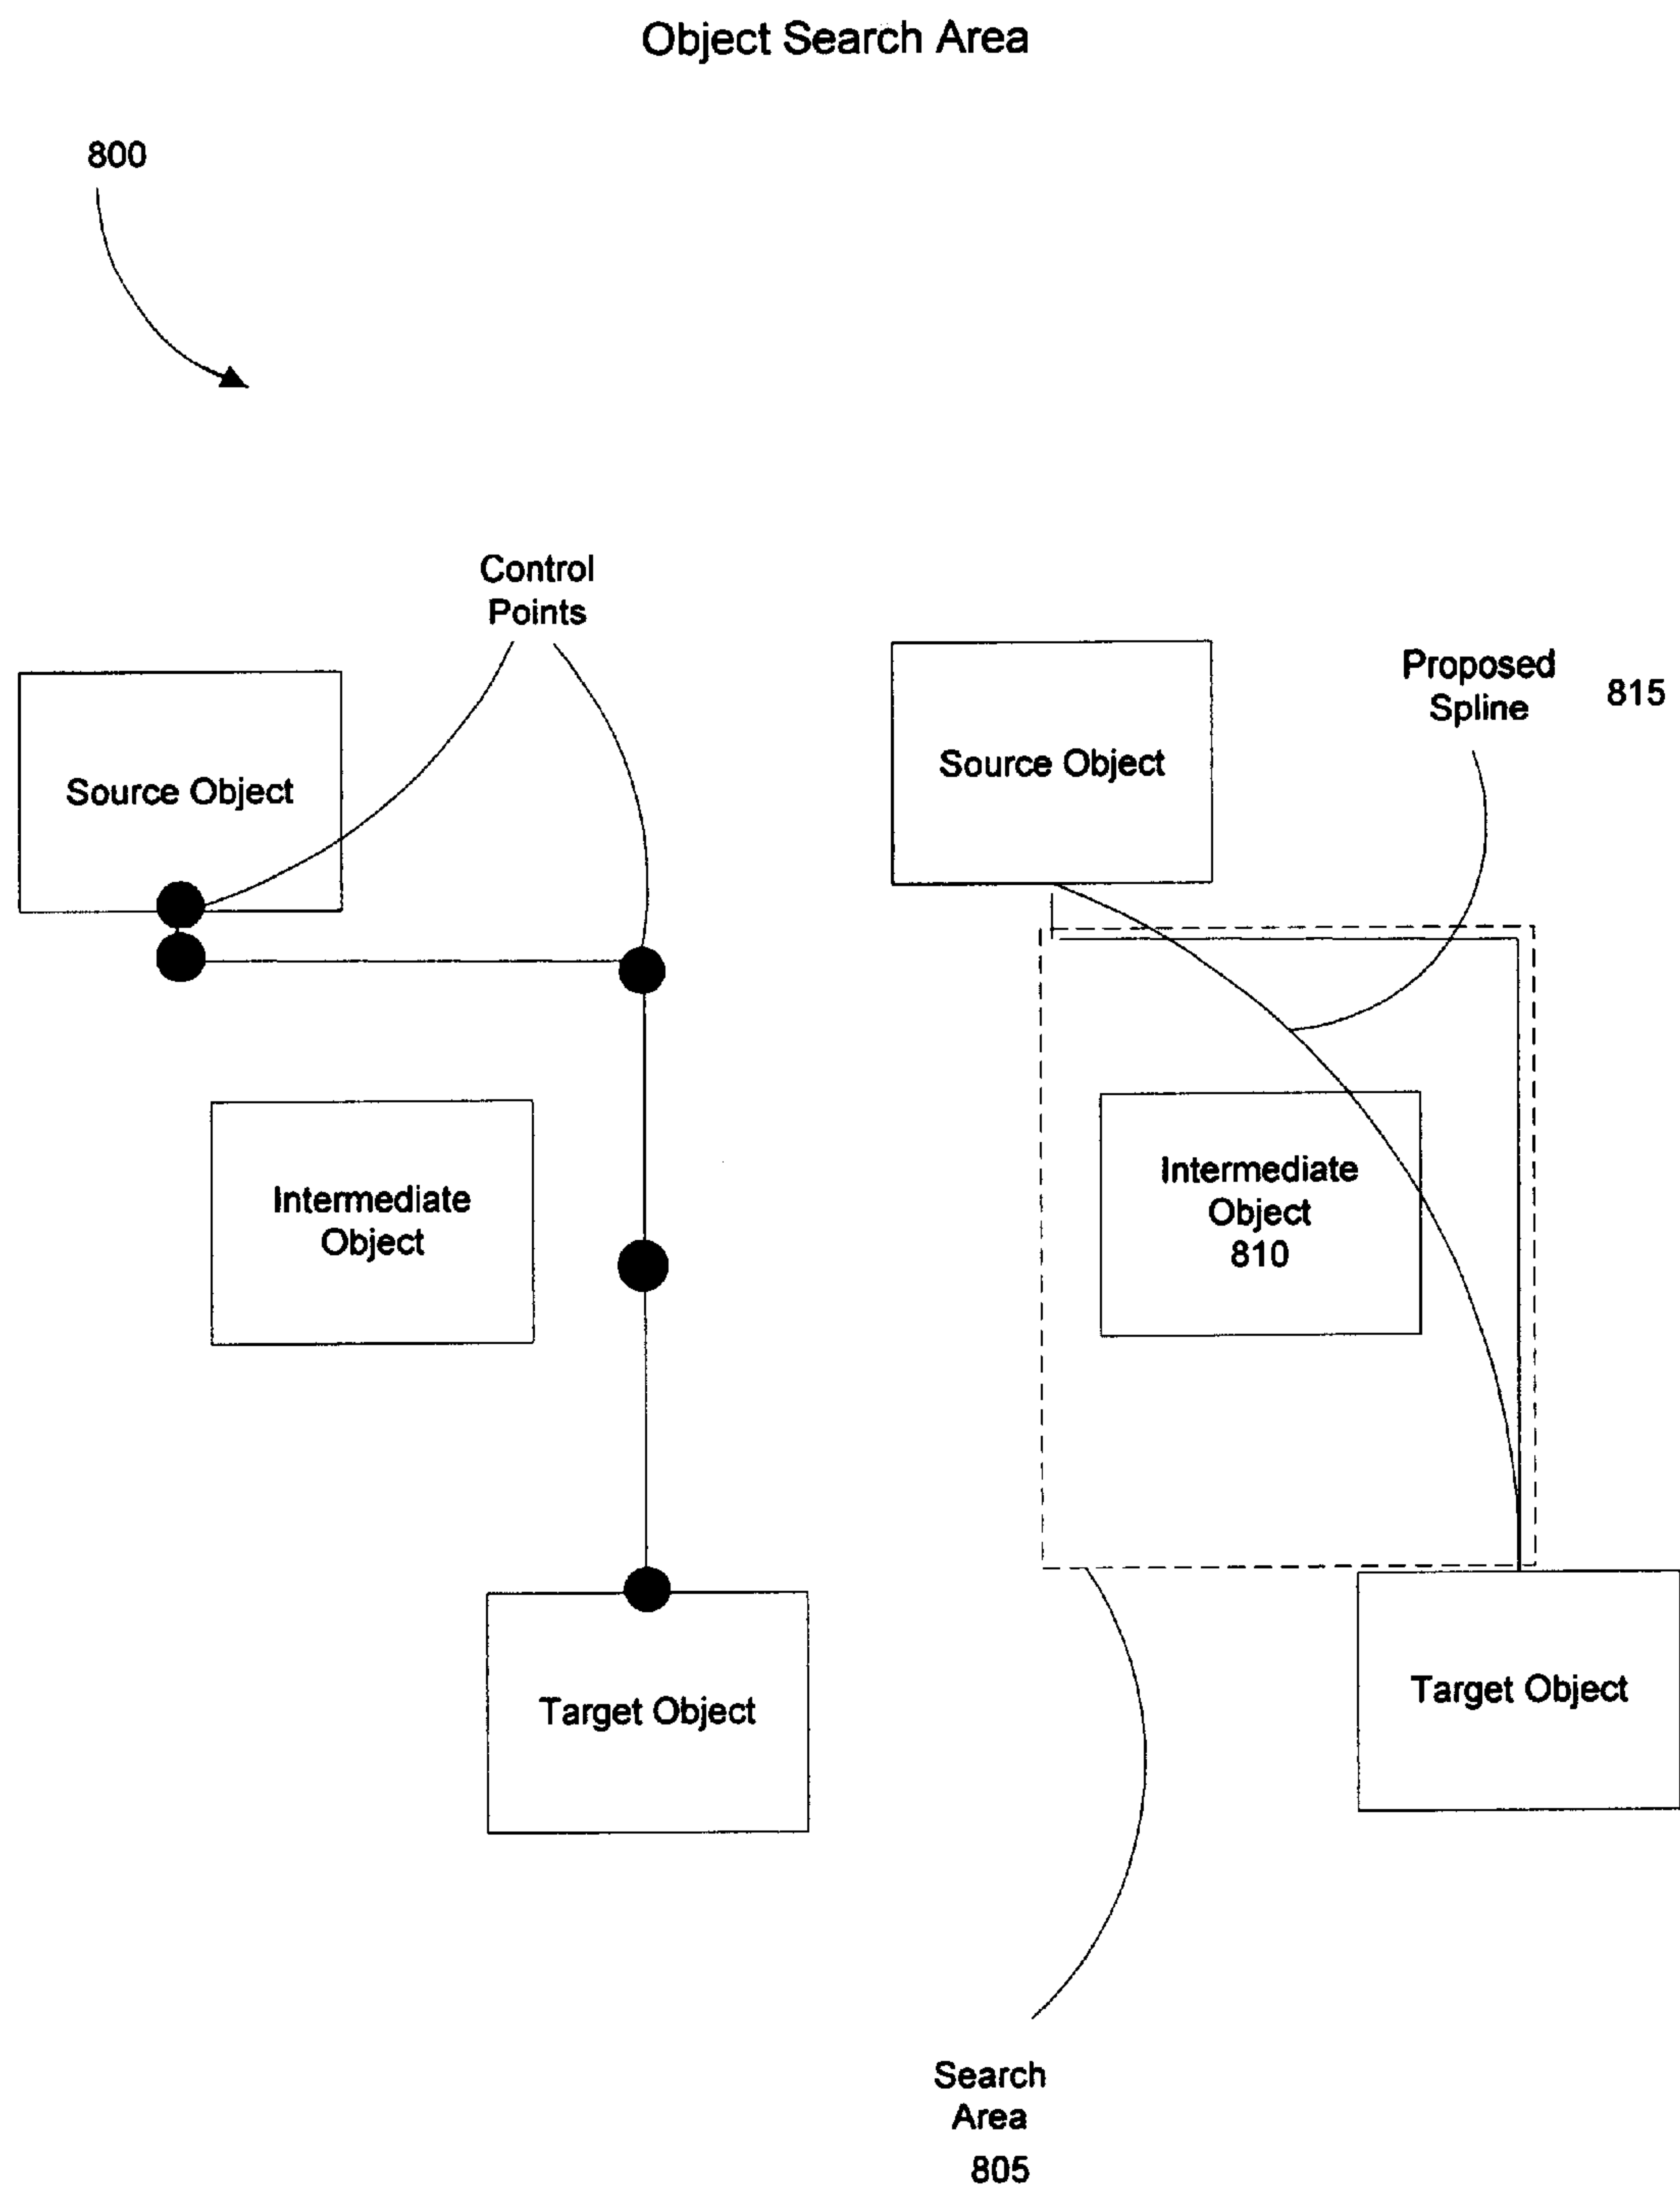 Object Search Area
800
Control
Points
Source Object
Source Object
Proposed
Spline
815
Intermediate
Object
Intermediate
Object
810
Target Object
Target Object
Search
Area
805